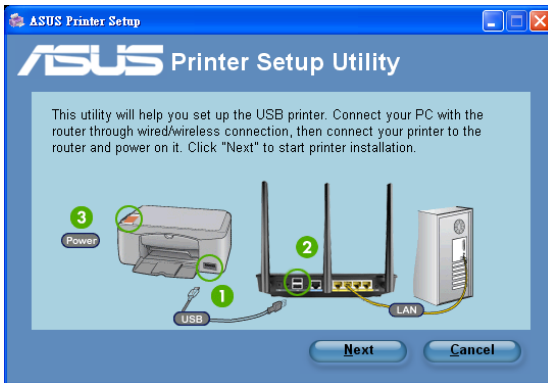 ASUS Printer Setup
ASUS Printer Setup Utility
This utility will help you set up the USB printer. Connect your PC with the
router through wired/wireless connection, then connect your printer to the
router and power on it. Click "Next" to start printer installation.
3
Power
2
1
USB
LAN
Next
Cancel